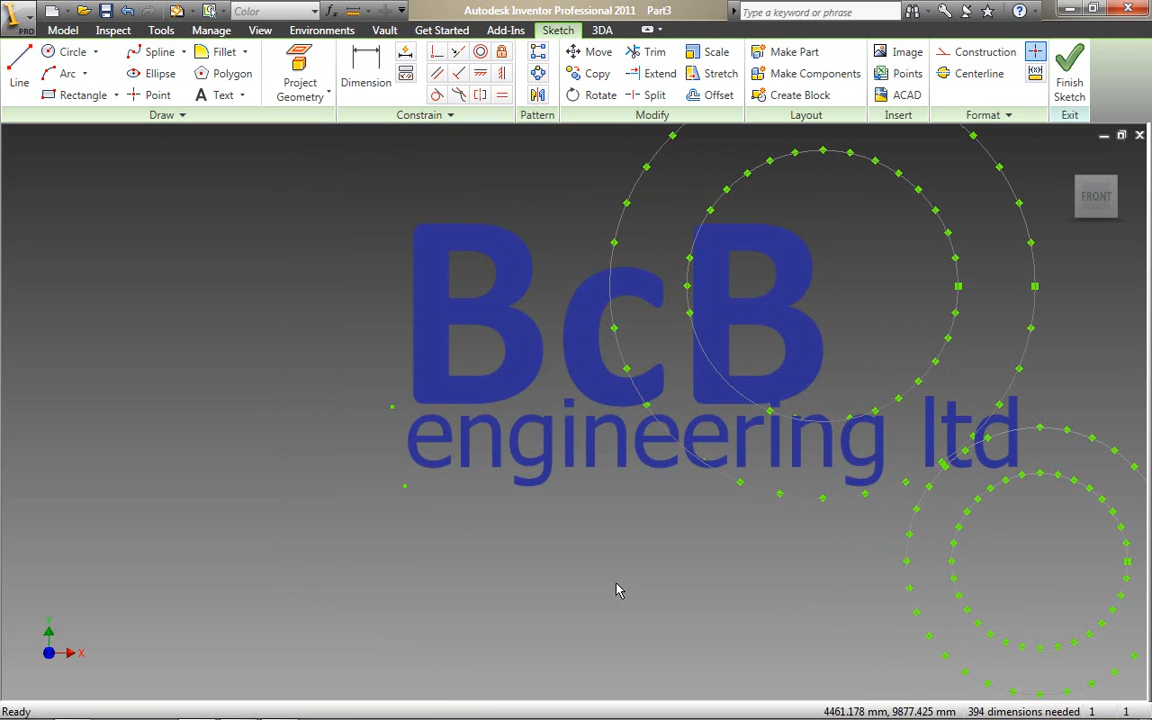 PRO
Color
Autodesk Inventor Professional 2011 Part3
Type a keyword or phrase
Model Inspect Tools Manage View Environments Vault Get Started Add-Ins Sketch 3DA
Line
Circle
Arc
Rectangle
Spline
Ellipse
Point
Fillet
Polygon
Text
Project
Geometry
Dimension
Move
Copy
Rotate
Trim
Extend
Split
Scale
Stretch
Offset
Make Part
Make Components
Create Block
Image
Points
ACAD
Construction
Centerline
Finish
Sketch
Draw Constrain Pattern Modify Layout Insert Format Exit
FRONT
BcB
engineering ltd
Y
X
Ready 4461.178 mm, 9877.425 mm 394 dimensions needed 1 1